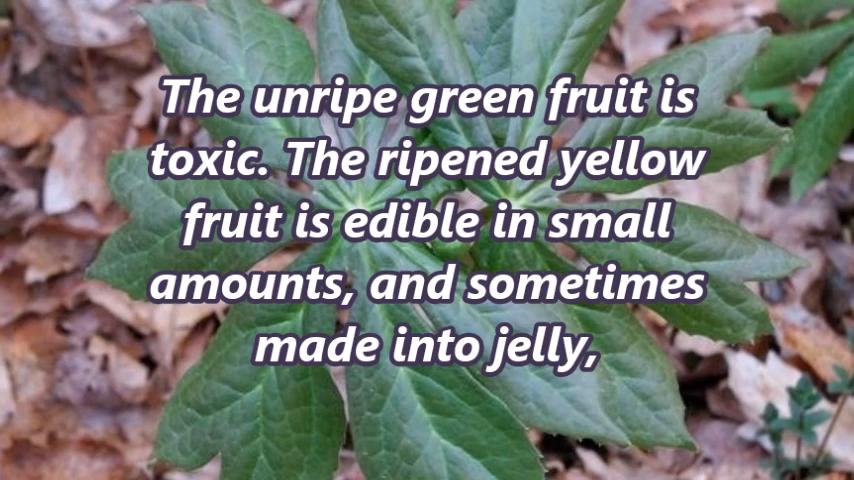 The unripe green fruit is
toxic. The ripened yellow
fruit is edible in small
amounts, and sometimes
made into jelly,